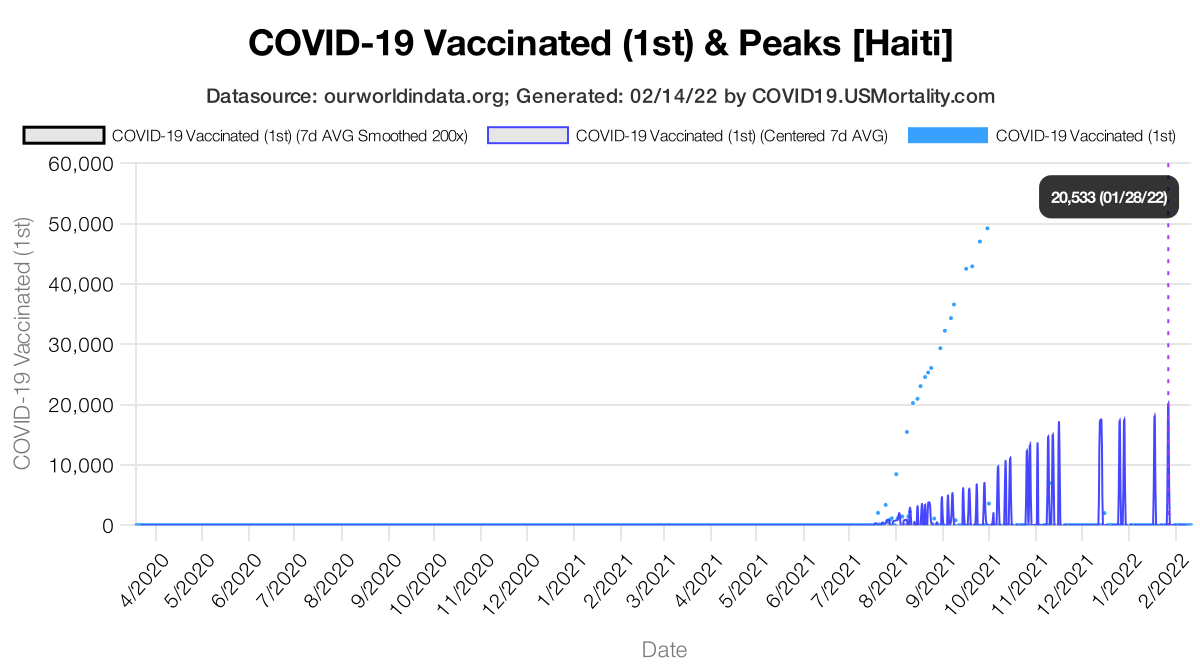 COVID-19 Vaccinated (1st) & Peaks [Haiti]
Datasource: ourworldindata.org; Generated: 02/14/22 by COVID19.USMortality.com
COVID-19 Vaccinated (1st) (7d AVG Smoothed 200x) COVID-19 Vaccinated (1st) (Centered 7d AVG) COVID-19 Vaccinated (1st)
60,000
20,533 (01/28/22)
50,000
40,000
30,000
20,000
10,000
0
COVID-19 Vaccinated (1st)
4/2020 5/2020 6/2020 7/2020 8/2020 9/2020 10/2020 11/2020 12/2020 1/2021 2/2021 3/2021 4/2021 5/2021 6/2021 7/2021 8/2021 9/2021 10/2021 11/2021 12/2021 1/2022 2/2022
Date